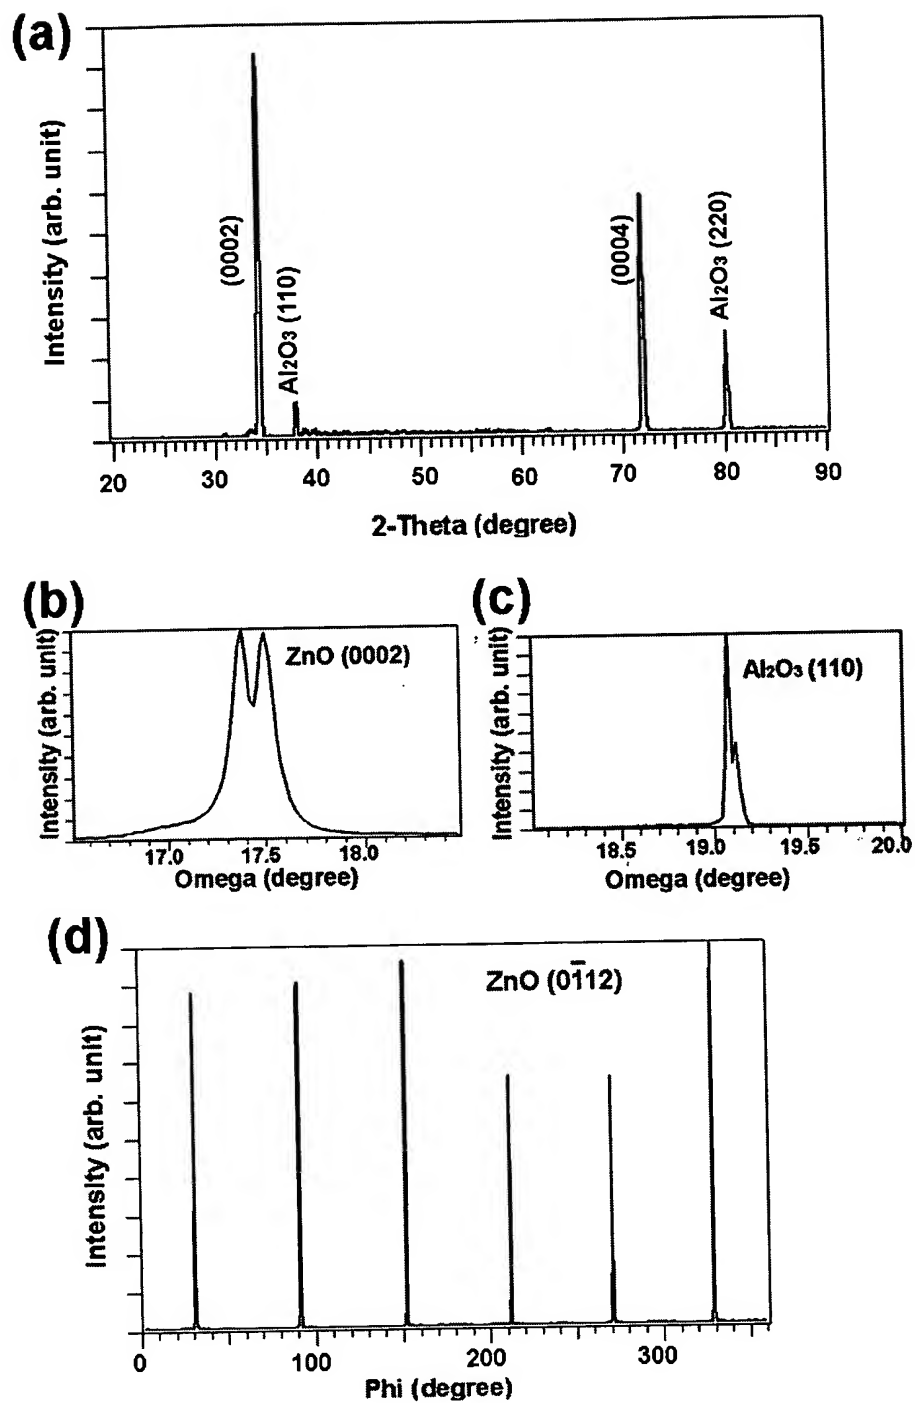 (a)
Intensity (arb. unit)
(0002)
Al₂O₃ (110)
(0004)
Al₂O₃ (220)
20 30 40 50 60 70 80 90
2-Theta (degree)
(b)
Intensity (arb. unit)
ZnO (0002)
17.0 17.5 18.0
Omega (degree)
(c)
Intensity (arb. unit)
Al₂O₃ (110)
18.5 19.0 19.5 20.0
Omega (degree)
(d)
Intensity (arb. unit)
ZnO (01̅12)
0 100 200 300
Phi (degree)